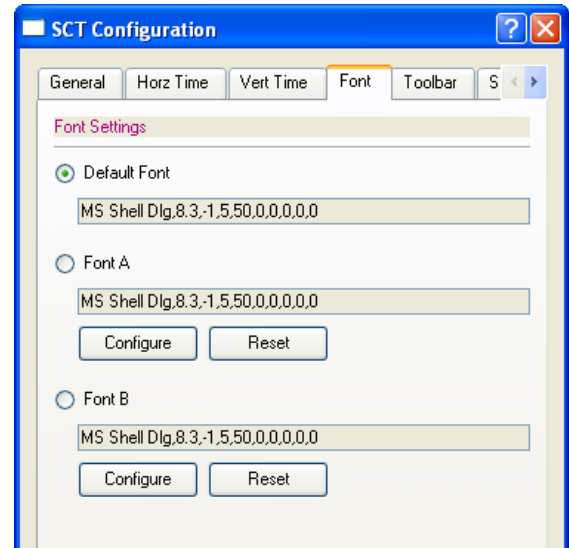 SCT Configuration
General Horz Time Vert Time Font Toolbar S
Font Settings
Default Font
MS Shell Dlg,8.3,-1,5,50,0,0,0,0,0
Font A
MS Shell Dlg,8.3,-1,5,50,0,0,0,0,0
Configure Reset
Font B
MS Shell Dlg,8.3,-1,5,50,0,0,0,0,0
Configure Reset